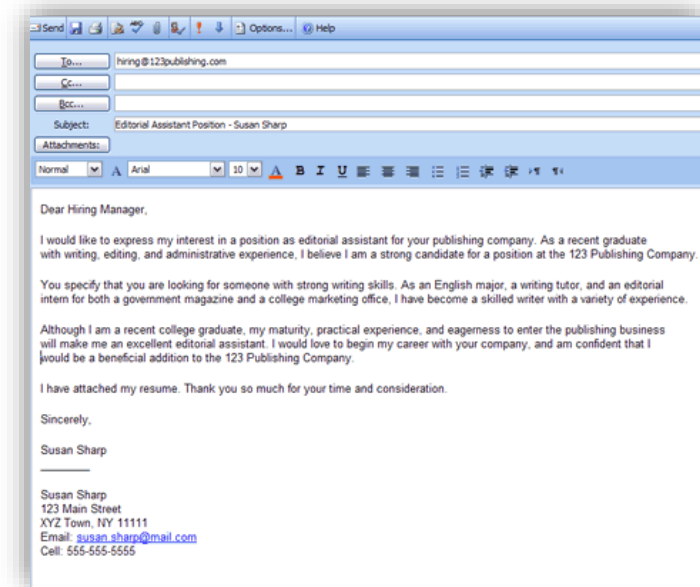 Send Options... Help
To... hiring@123publishing.com
Cc...
Bcc...
Subject: Editorial Assistant Position - Susan Sharp
Attachments:
Normal A Arial 10 A B I U
Dear Hiring Manager,
I would like to express my interest in a position as editorial assistant for your publishing company. As a recent graduate
with writing, editing, and administrative experience, I believe I am a strong candidate for a position at the 123 Publishing Company.
You specify that you are looking for someone with strong writing skills. As an English major, a writing tutor, and an editorial
intern for both a government magazine and a college marketing office, I have become a skilled writer with a variety of experience.
Although I am a recent college graduate, my maturity, practical experience, and eagerness to enter the publishing business
will make me an excellent editorial assistant. I would love to begin my career with your company, and am confident that I
would be a beneficial addition to the 123 Publishing Company.
I have attached my resume. Thank you so much for your time and consideration.
Sincerely,
Susan Sharp
Susan Sharp
123 Main Street
XYZ Town, NY 11111
Email: susan.sharp@mail.com
Cell: 555-555-5555